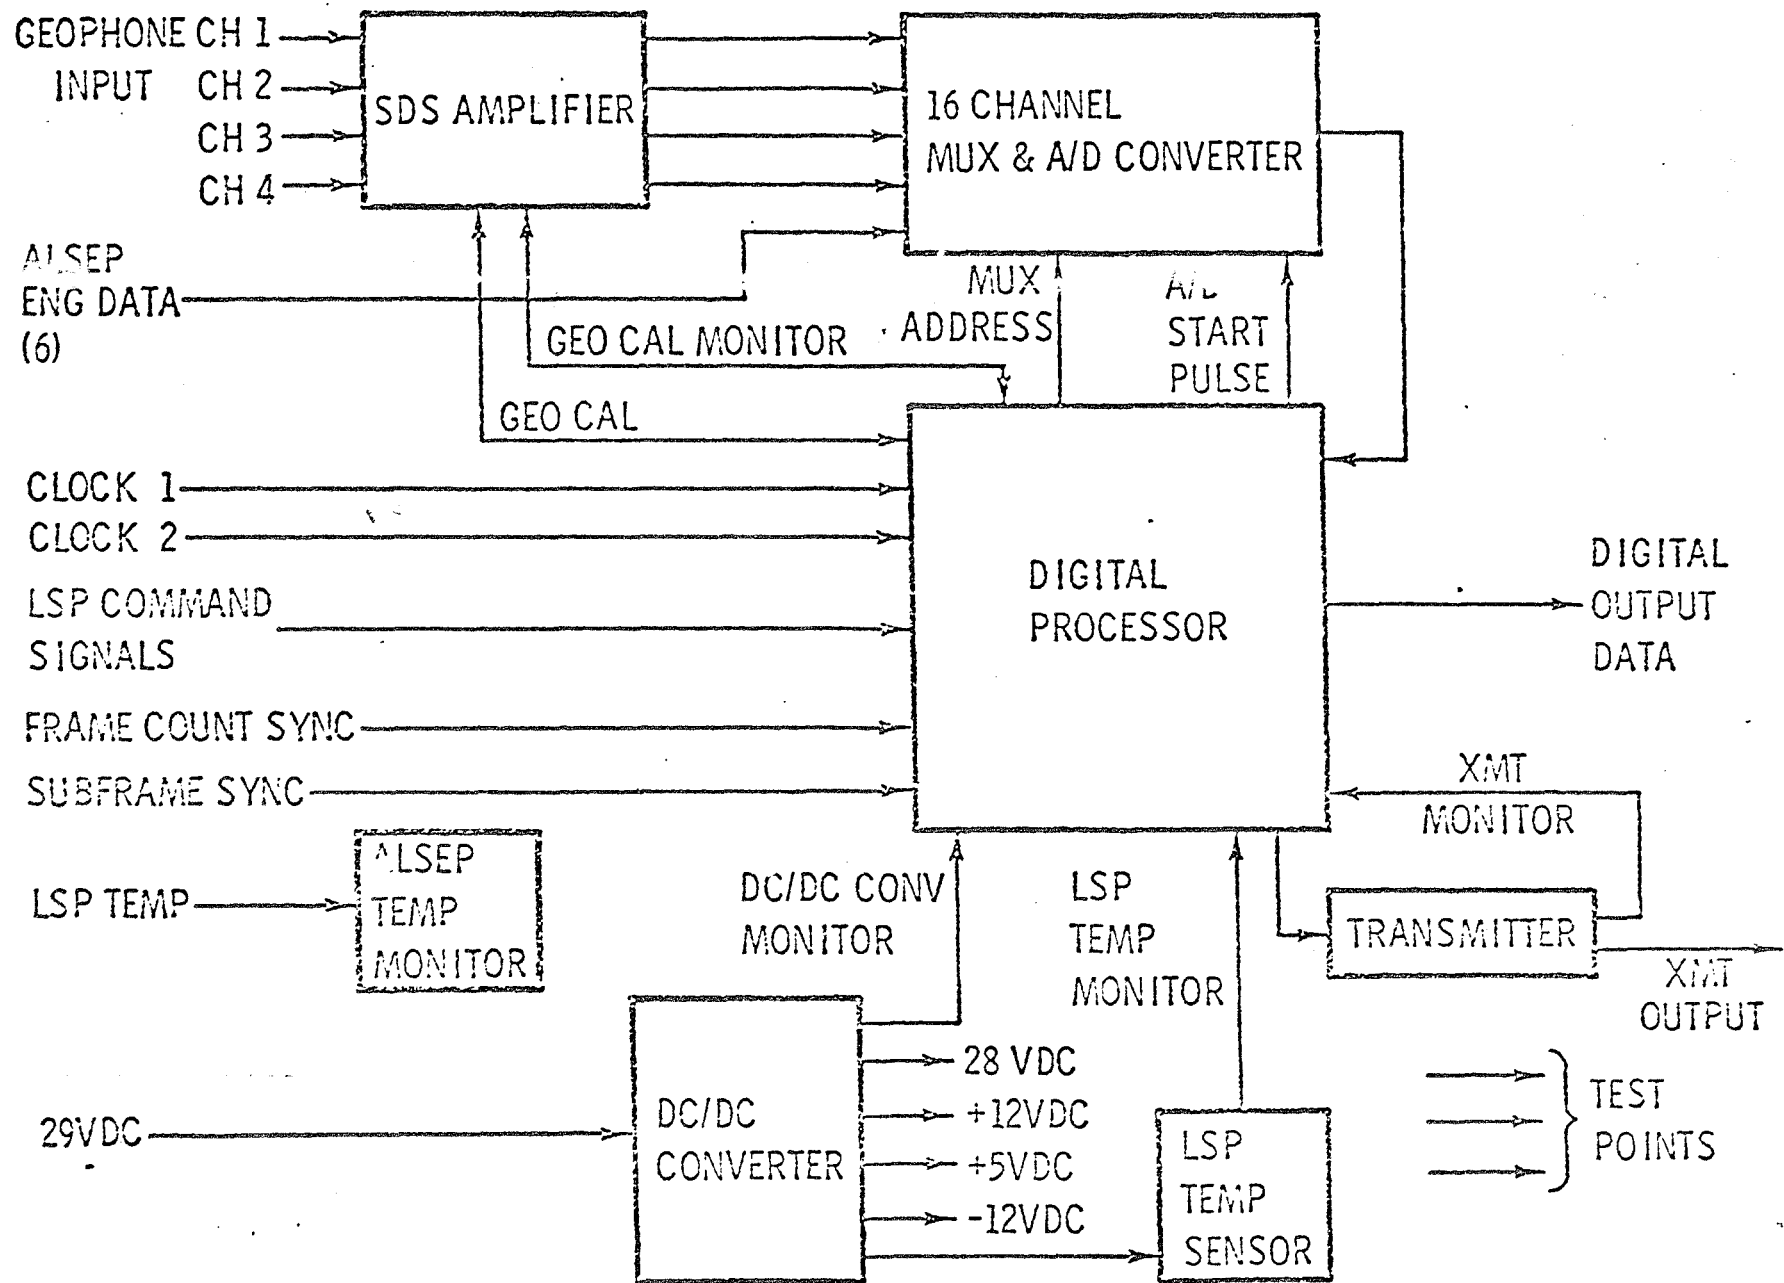 GEOPHONE CH 1
INPUT CH 2
CH 3
CH 4
SDS AMPLIFIER
16 CHANNEL
MUX & A/D CONVERTER
ALSEP
ENG DATA
(6)
MUX
ADDRESS
A/D
START
PULSE
GEO CAL MONITOR
GEO CAL
CLOCK 1
CLOCK 2
LSP COMMAND
SIGNALS
FRAME COUNT SYNC
SUBFRAME SYNC
DIGITAL
PROCESSOR
DIGITAL
OUTPUT
DATA
XMT
MONITOR
LSP TEMP
ALSEP
TEMP
MONITOR
DC/DC CONV
MONITOR
LSP
TEMP
MONITOR
TRANSMITTER
XMT
OUTPUT
29VDC
DC/DC
CONVERTER
28 VDC
+12VDC
+5VDC
-12VDC
LSP
TEMP
SENSOR
TEST
POINTS